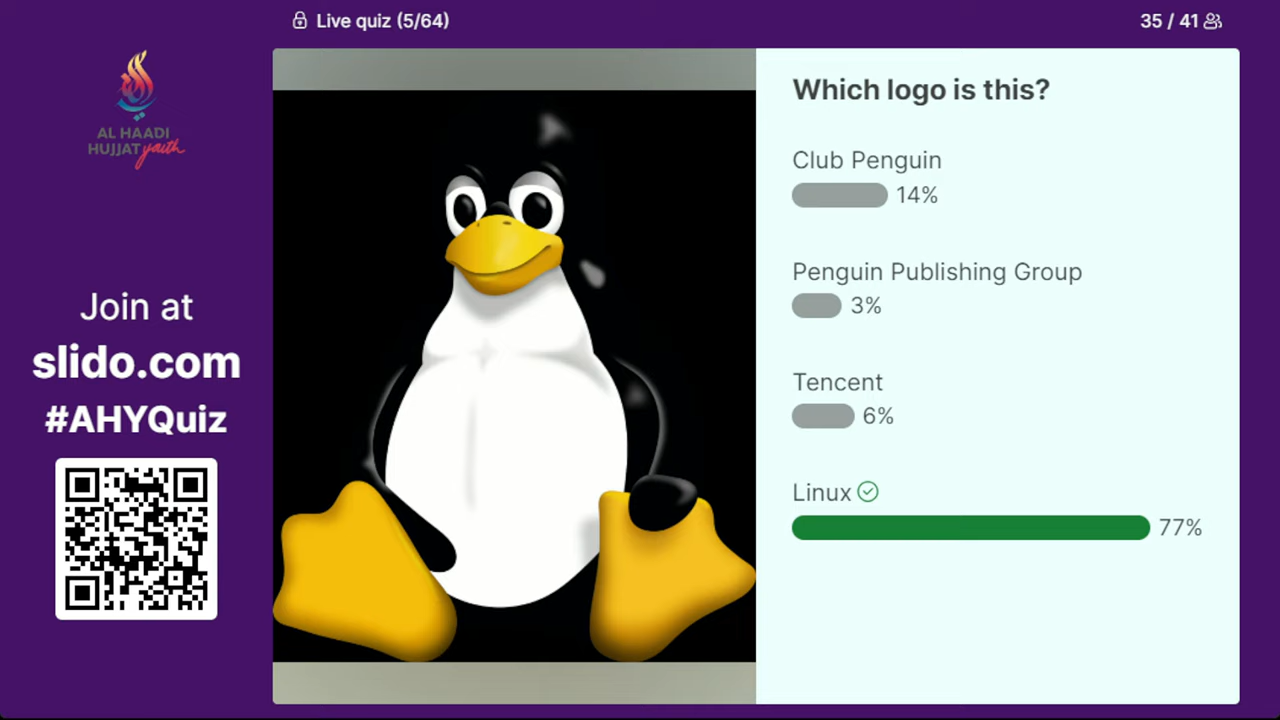 Live quiz (5/64)
35 / 41
AL HAADI
HUJJAT youth
Join at
slido.com
#AHYQuiz
Which logo is this?
Club Penguin
14%
Penguin Publishing Group
3%
Tencent
6%
Linux
77%